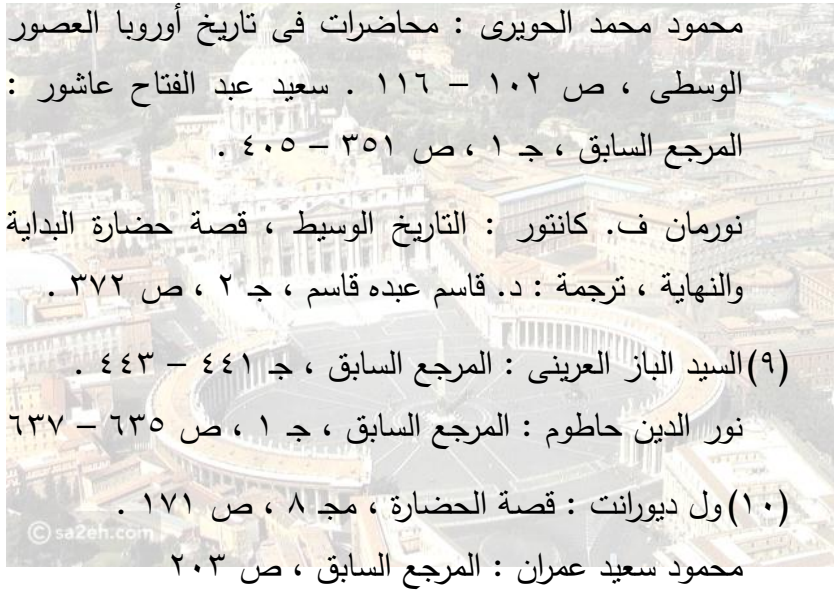 محمود محمد الحويرى : محاضرات فى تاريخ أوروبا العصور
الوسطى ، ص ١٠٢ – ١١٦ . سعيد عبد الفتاح عاشور :
المرجع السابق ، جـ ١ ، ص ٣٥١ – ٤٠٥ .
نورمان ف. كانتور : التاريخ الوسيط ، قصة حضارة البداية
والنهاية ، ترجمة : د. قاسم عبده قاسم ، جـ ٢ ، ص ٣٧٢ .
(٩) السيد الباز العرينى : المرجع السابق ، جـ ٤٤١ – ٤٤٣ .
نور الدين حاطوم : المرجع السابق ، جـ ١ ، ص ٦٣٥ – ٦٣٧
(١٠) ول ديورانت : قصة الحضارة ، مجـ ٨ ، ص ١٧١ .
© sa2eh.com
محمود سعيد عمران : المرجع السابق ، ص ٢٠٣